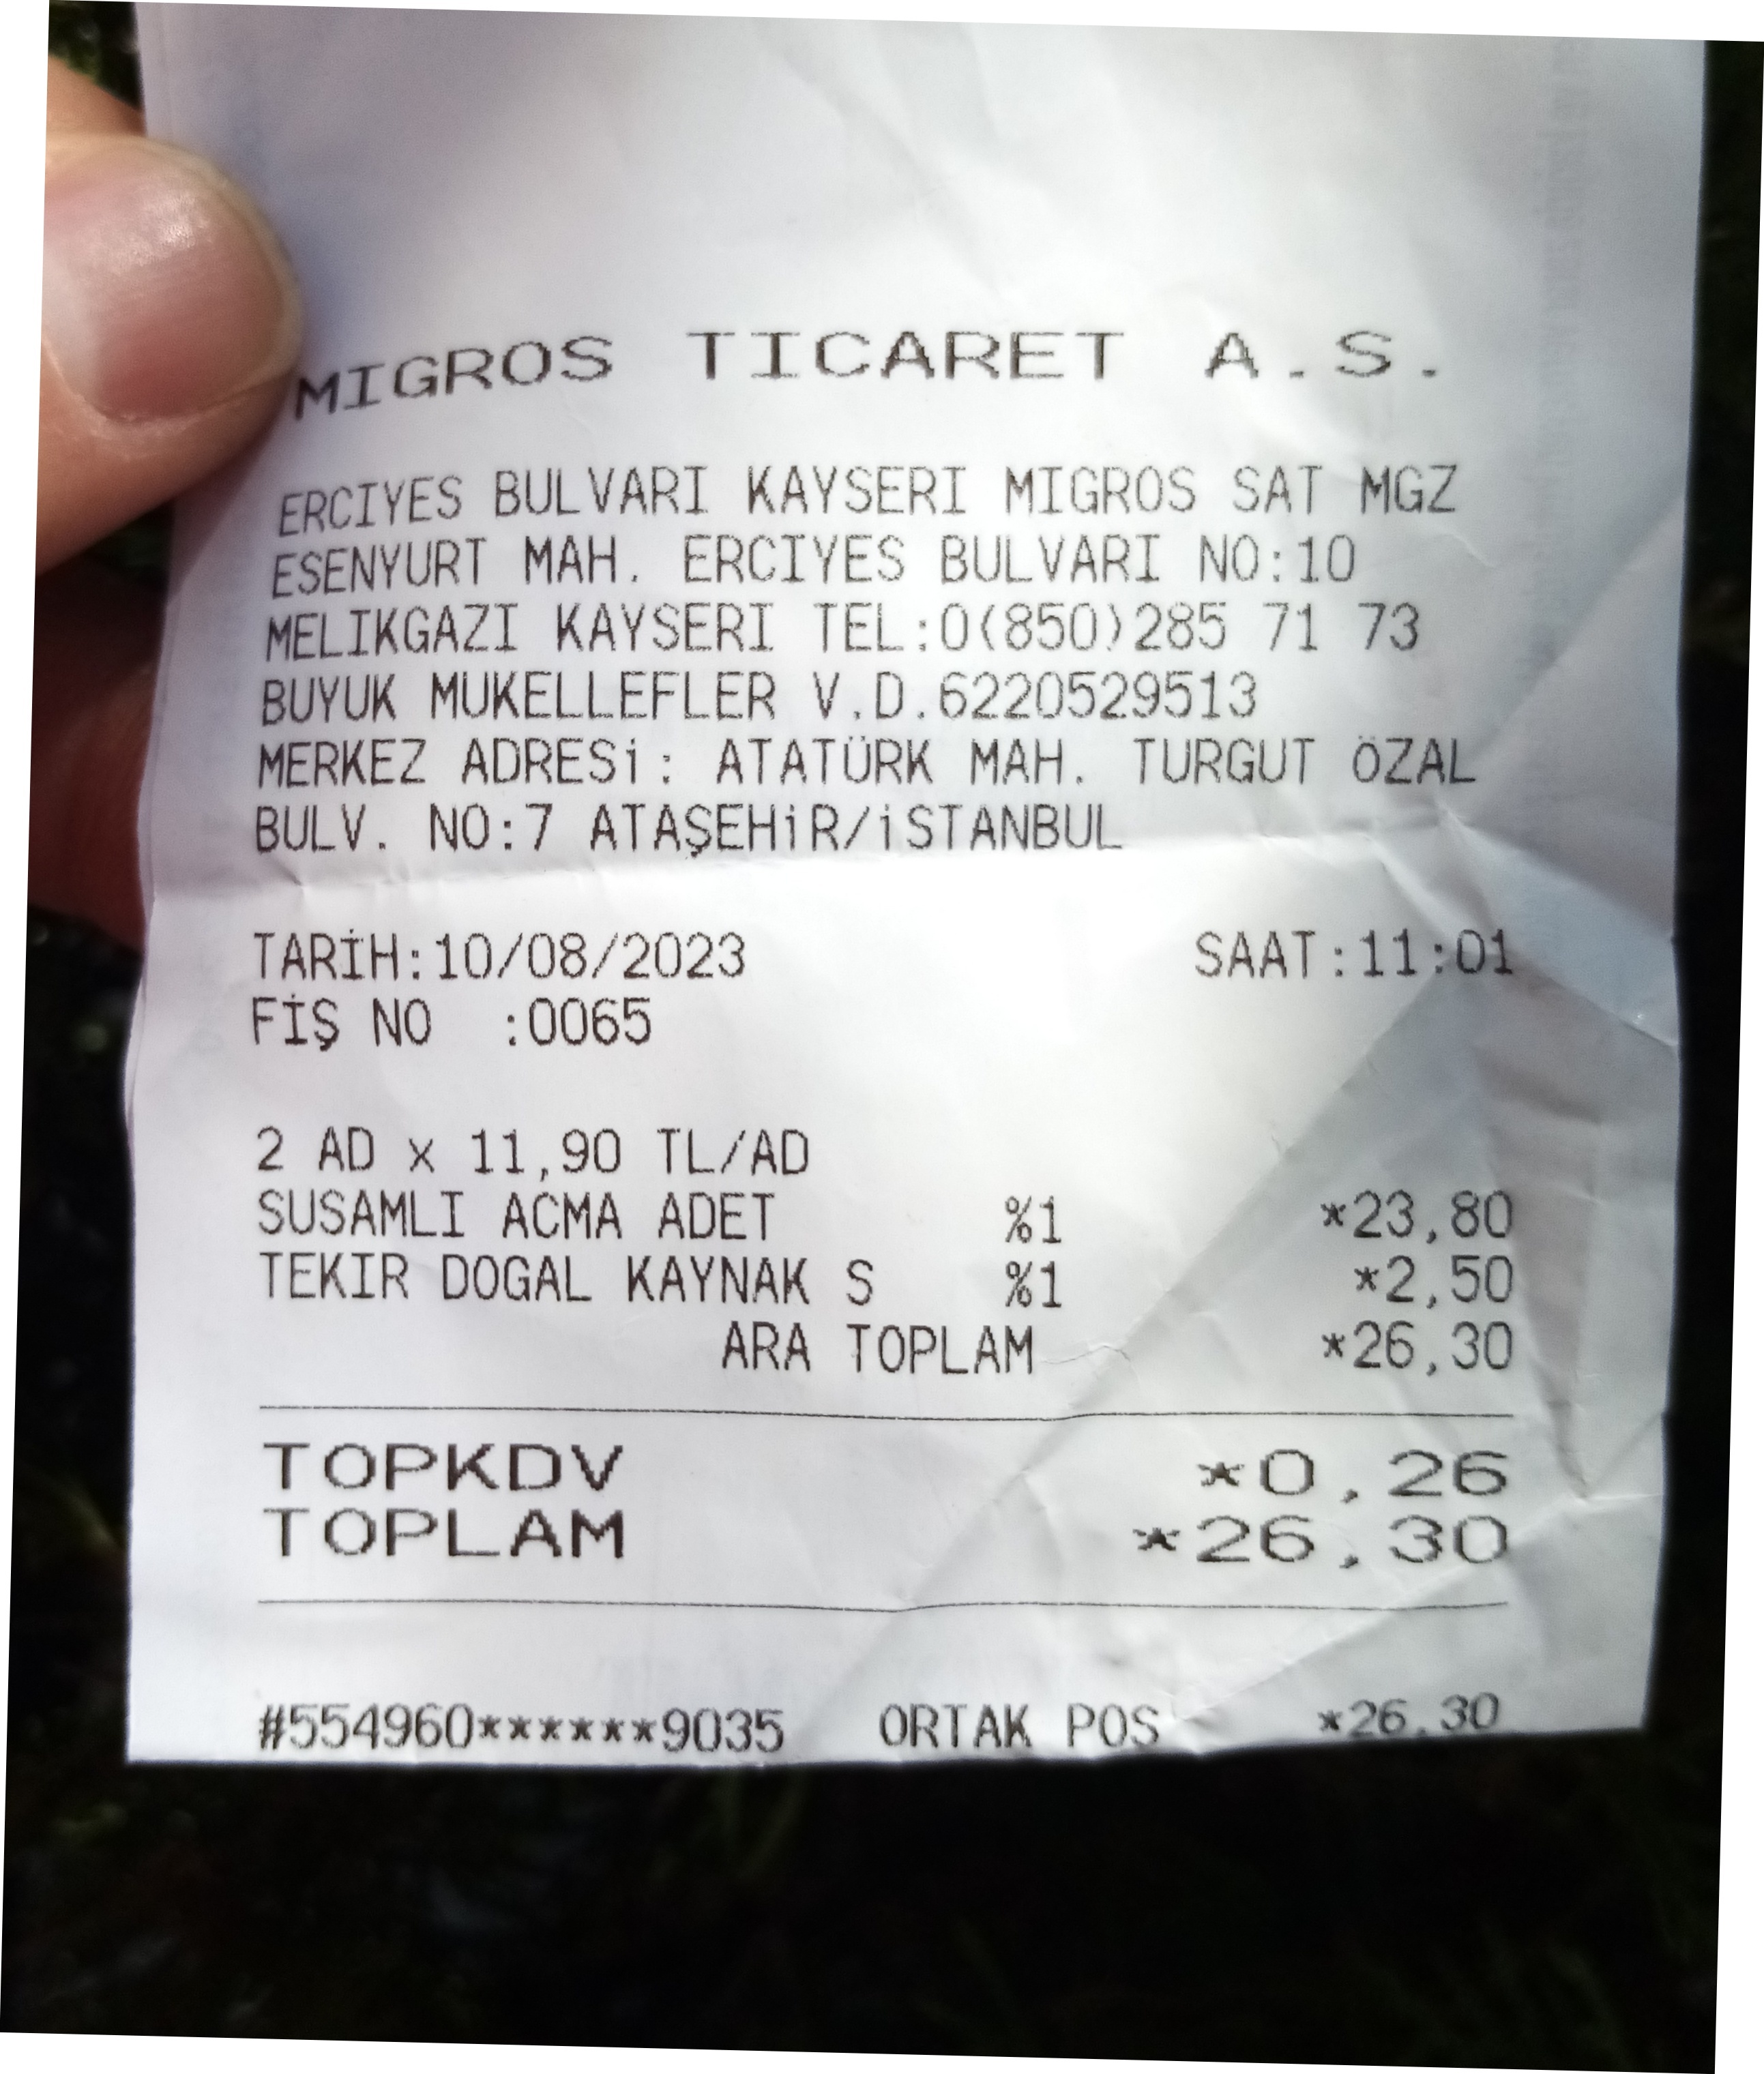 MIGROS TICARET A.S.
ERCIYES BULVARI KAYSERI MIGROS SAT MGZ
ESENYURT MAH. ERCIYES BULVARI NO:10
MELIKGAZI KAYSERI TEL:0(850)285 71 73
BUYUK MUKELLEFLER V.D.6220529513
MERKEZ ADRESi: ATATÜRK MAH. TURGUT ÖZAL
BULV. NO:7 ATAŞEHiR/iSTANBUL
TARİH:10/08/2023 SAAT:11:01
FİŞ NO :0065
2 AD x 11,90 TL/AD
SUSAMLI ACMA ADET %1 *23,80
TEKIR DOGAL KAYNAK S %1 *2,50
ARA TOPLAM *26,30
TOPKDV *0,26
TOPLAM *26,30
#554960******9035 ORTAK POS *26,30